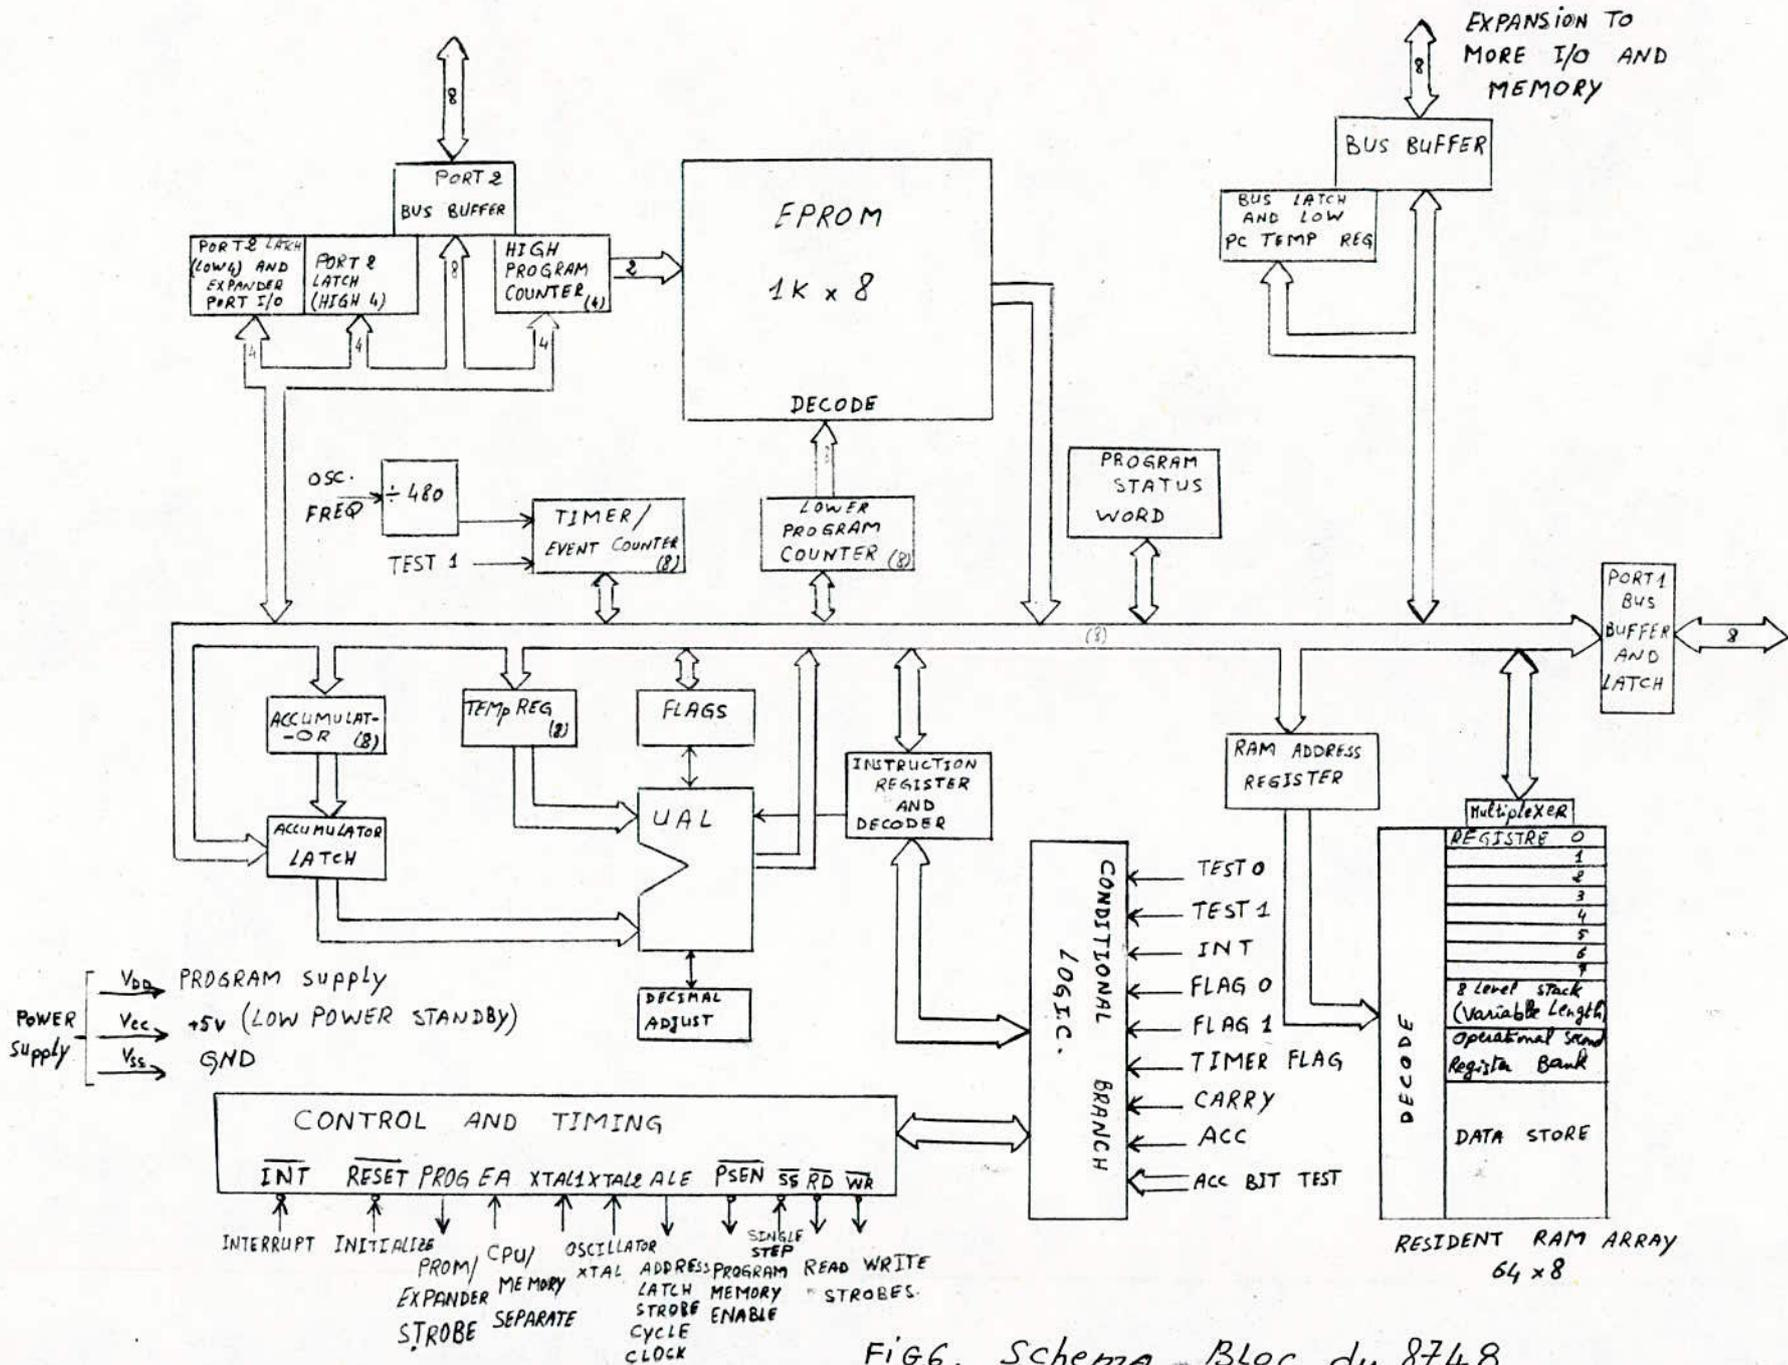 EXPANSION TO
MORE I/O AND
MEMORY
8
8
BUS BUFFER
BUS LATCH
AND LOW
PC TEMP REG
PORT 2
BUS BUFFER
PORT 2 LATCH
(LOW 4) AND
EXPANDER
PORT I/O
PORT 2
LATCH
(HIGH 4)
8
HIGH
PROGRAM
COUNTER (4)
2
4
4
4
EPROM
1K x 8
DECODE
OSC.
FREQ
÷ 480
TEST 1
TIMER/
EVENT COUNTER
(8)
LOWER
PROGRAM
COUNTER (8)
PROGRAM
STATUS
WORD
PORT 1
BUS
BUFFER
AND
LATCH
8
(8)
ACCUMULAT-
-OR (8)
TEMP REG
(8)
FLAGS
INSTRUCTION
REGISTER
AND
DECODER
RAM ADDRESS
REGISTER
ACCUMULATOR
LATCH
UAL
DECIMAL
ADJUST
MultipleXER
REGISTRE 0
1
2
3
4
5
6
7
8 Level stack
(Variable Length)
Operational Second
Register Bank
DATA STORE
DECODE
RESIDENT RAM ARRAY
64 x 8
CONDITIONAL BRANCH
LOGIC.
TEST 0
TEST 1
INT
FLAG 0
FLAG 1
TIMER FLAG
CARRY
ACC
ACC BIT TEST
POWER
Supply
VDD PROGRAM Supply
Vcc +5V (LOW POWER STANDBY)
Vss GND
CONTROL AND TIMING
INT RESET PROG EA XTAL1 XTAL2 ALE PSEN SS RD WR
INTERRUPT
INITIALIZE
PROM/
EXPANDER
STROBE
CPU/
MEMORY
SEPARATE
OSCILLATOR
XTAL
ADDRESS
LATCH
STROBE
CYCLE
CLOCK
PROGRAM
MEMORY
ENABLE
SINGLE
STEP
READ WRITE
STROBES.
FIG6. Schema Bloc du 8748